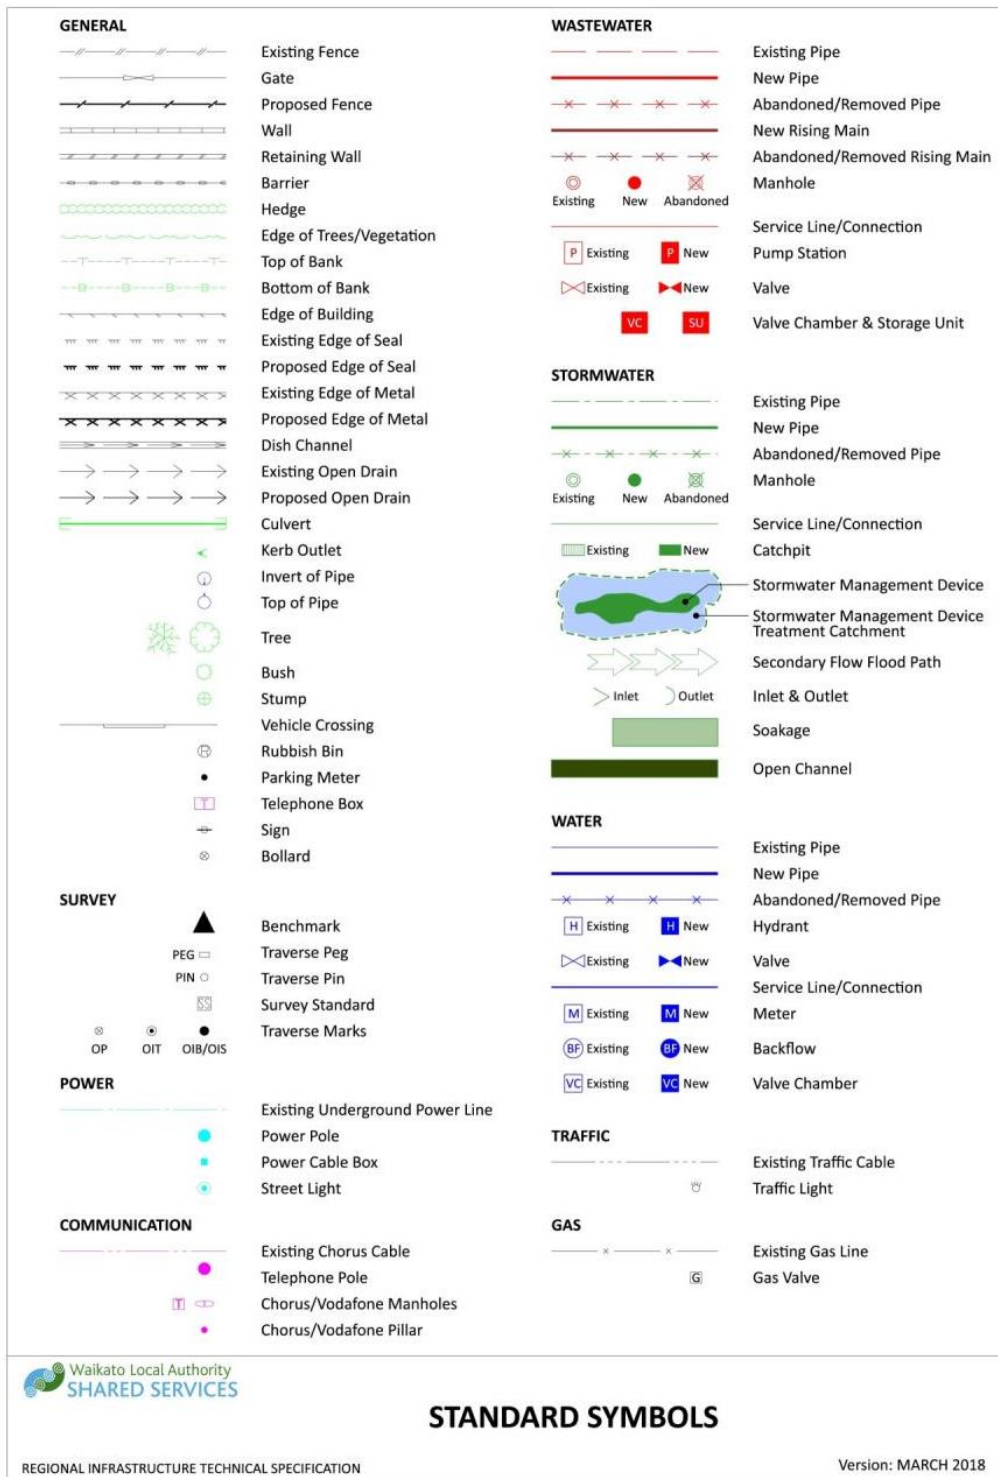 GENERAL
Existing Fence
Gate
Proposed Fence
Wall
Retaining Wall
Barrier
Hedge
Edge of Trees/Vegetation
T T T T Top of Bank
B B B B Bottom of Bank
Edge of Building
Existing Edge of Seal
Proposed Edge of Seal
Existing Edge of Metal
Proposed Edge of Metal
Dish Channel
Existing Open Drain
Proposed Open Drain
Culvert
Kerb Outlet
Invert of Pipe
Top of Pipe
Tree
Bush
Stump
Vehicle Crossing
R Rubbish Bin
Parking Meter
T Telephone Box
Sign
Bollard
SURVEY
Benchmark
PEG Traverse Peg
PIN Traverse Pin
SS Survey Standard
Traverse Marks
OP OIT OIB/OIS
POWER
Existing Underground Power Line
Power Pole
Power Cable Box
Street Light
COMMUNICATION
Existing Chorus Cable
Telephone Pole
T Chorus/Vodafone Manholes
Chorus/Vodafone Pillar
WASTEWATER
Existing Pipe
New Pipe
Abandoned/Removed Pipe
New Rising Main
Abandoned/Removed Rising Main
Manhole
Existing New Abandoned
Service Line/Connection
P Existing P New Pump Station
Existing New Valve
VC SU Valve Chamber & Storage Unit
STORMWATER
Existing Pipe
New Pipe
Abandoned/Removed Pipe
Manhole
Existing New Abandoned
Service Line/Connection
Existing New Catchpit
Stormwater Management Device
Stormwater Management Device
Treatment Catchment
Secondary Flow Flood Path
Inlet Outlet Inlet & Outlet
Soakage
Open Channel
WATER
Existing Pipe
New Pipe
Abandoned/Removed Pipe
H Existing H New Hydrant
Existing New Valve
Service Line/Connection
M Existing M New Meter
BF Existing BF New Backflow
VC Existing VC New Valve Chamber
TRAFFIC
Existing Traffic Cable
Traffic Light
GAS
Existing Gas Line
G Gas Valve
Waikato Local Authority
SHARED SERVICES
STANDARD SYMBOLS
REGIONAL INFRASTRUCTURE TECHNICAL SPECIFICATION
Version: MARCH 2018